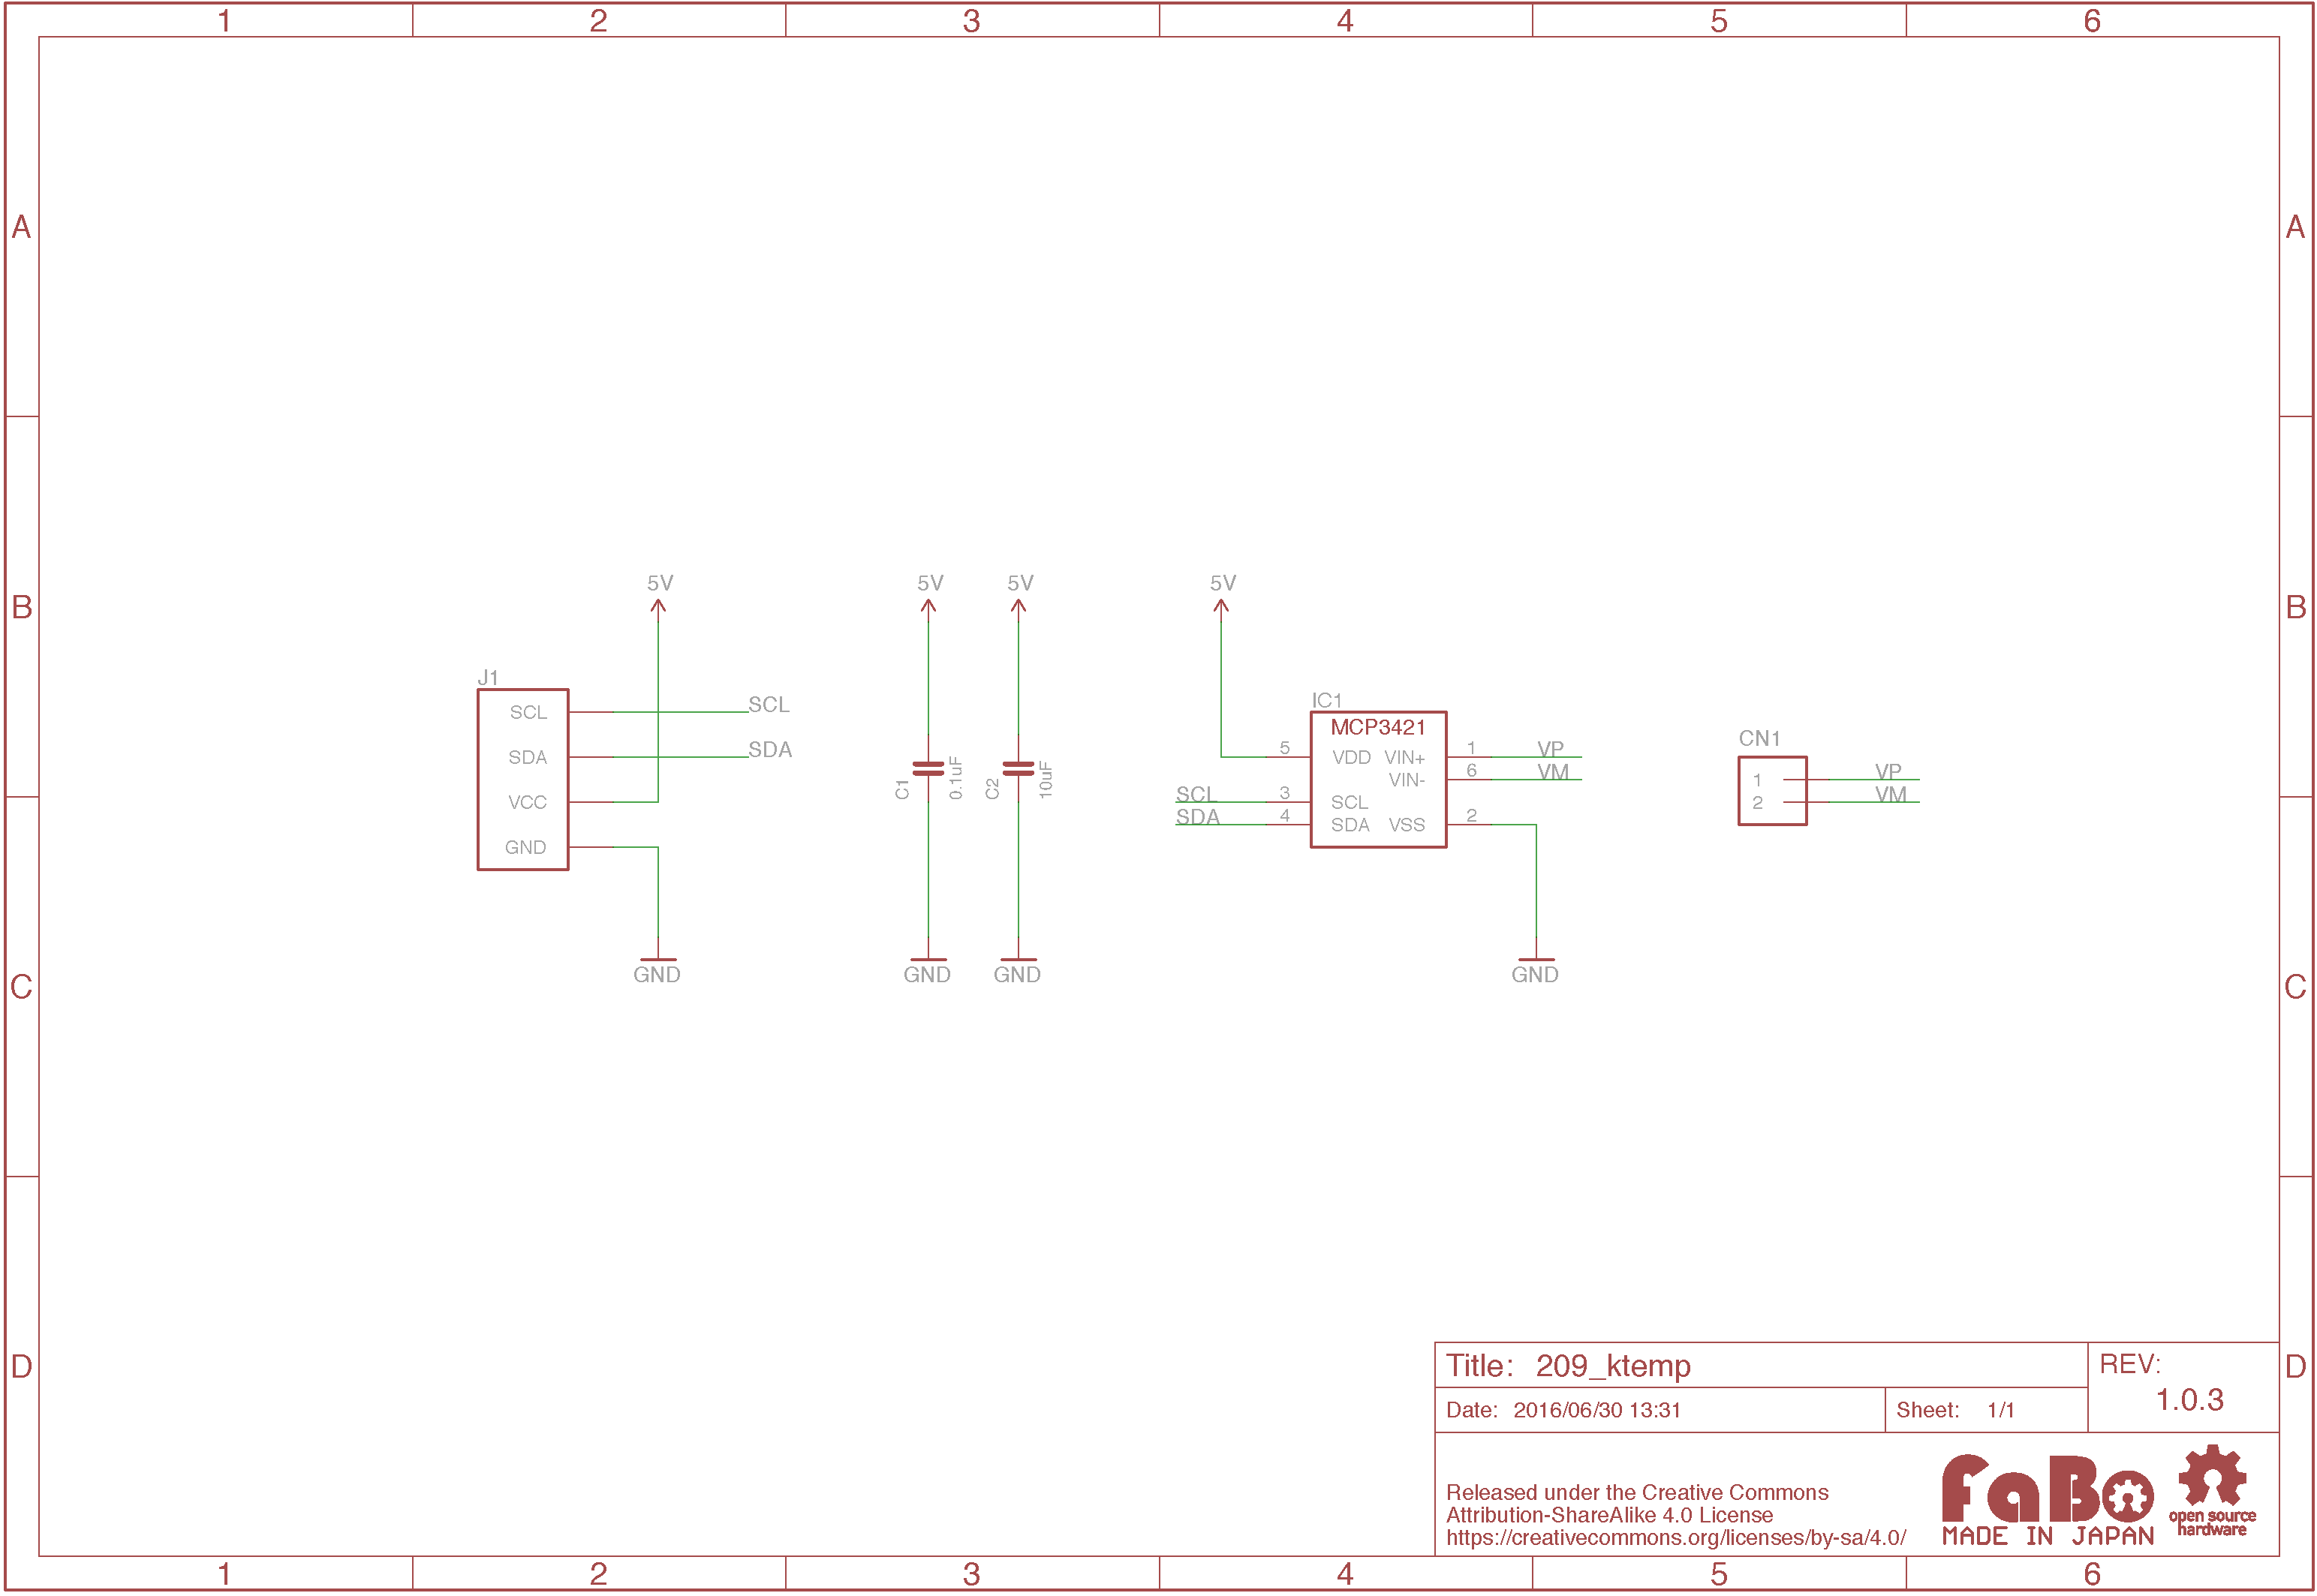 1 2 3 4 5 6
A A
B B
C C
D D
5V 5V 5V 5V
J1
SCL SCL
SDA SDA
VCC
GND
GND
C1 0.1uF
C2 10uF
GND GND
IC1
MCP3421
5 VDD VIN+ 1 VP
VIN- 6 VM
SCL 3 SCL
SDA 4 SDA VSS 2
GND
CN1
1 VP
2 VM
Title: 209_ktemp
REV:
1.0.3
Date: 2016/06/30 13:31
Sheet: 1/1
Released under the Creative Commons
Attribution-ShareAlike 4.0 License
https://creativecommons.org/licenses/by-sa/4.0/
FaBo
MADE IN JAPAN
open source
hardware
1 2 3 4 5 6